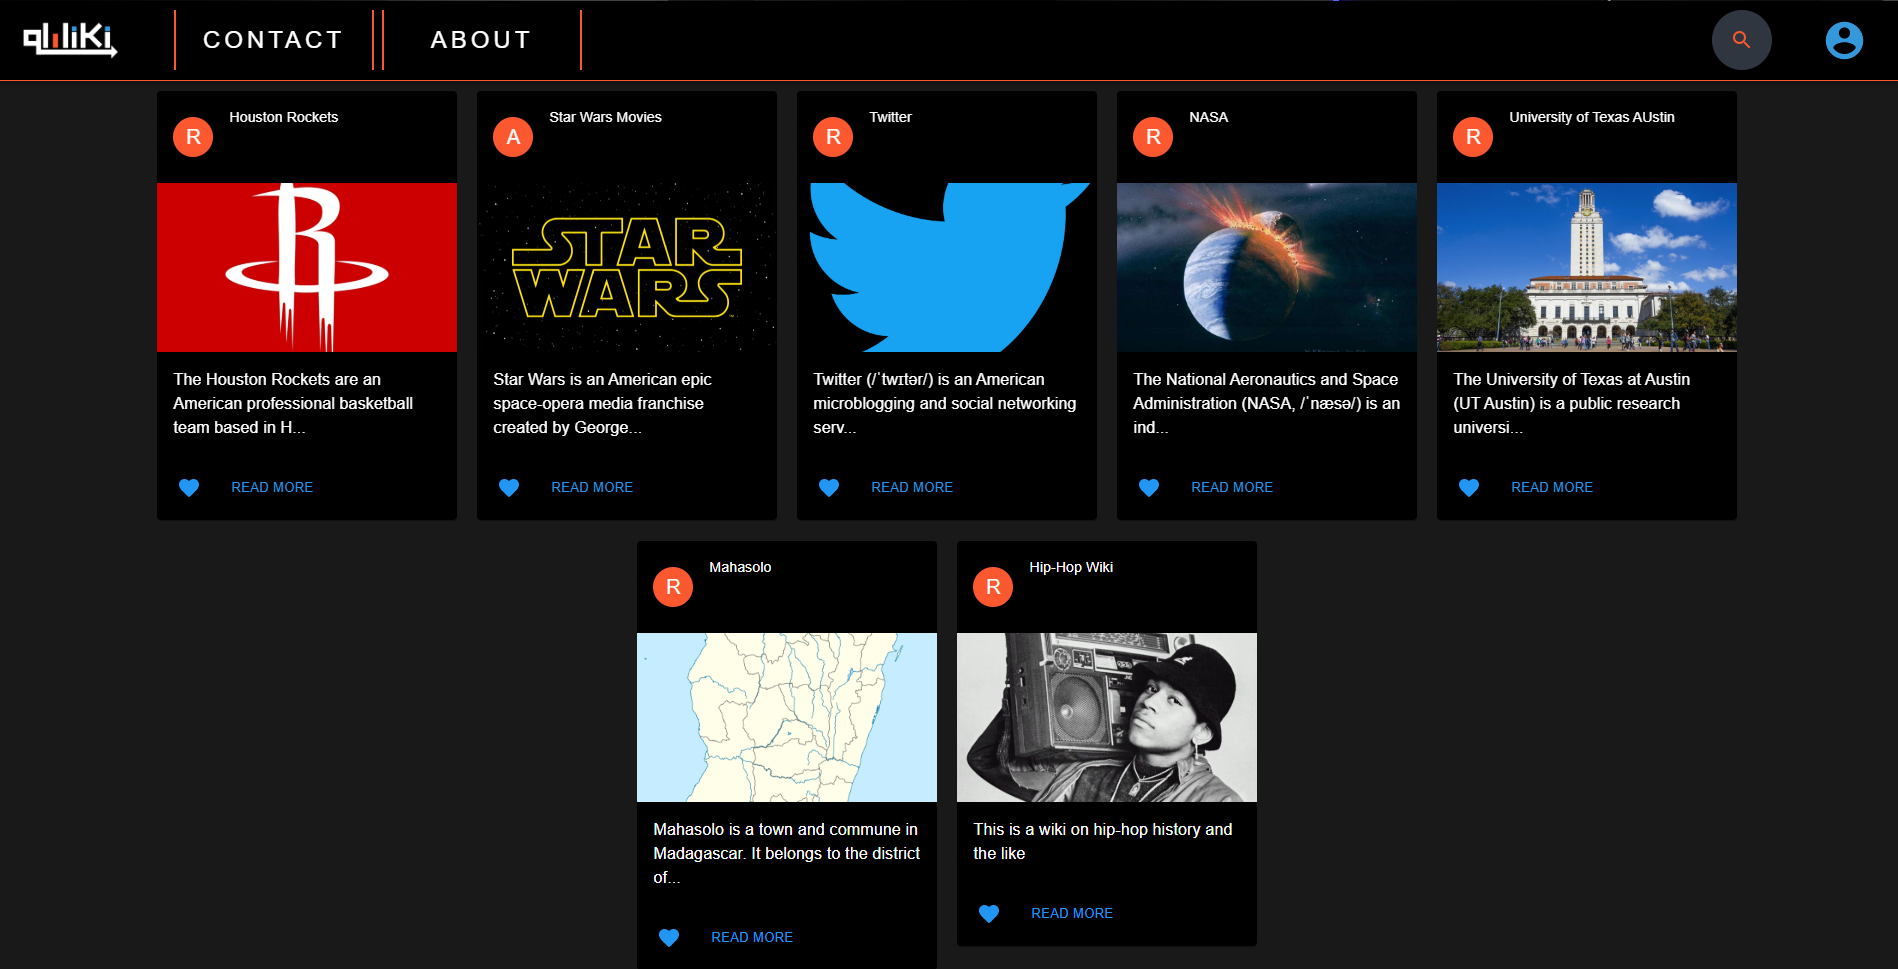 qwiki
CONTACT
ABOUT
R
Houston Rockets
R
The Houston Rockets are an
American professional basketball
team based in H...
READ MORE
A
Star Wars Movies
STAR
WARS
Star Wars is an American epic
space-opera media franchise
created by George...
READ MORE
R
Twitter
Twitter (/ˈtwɪtər/) is an American
microblogging and social networking
serv...
READ MORE
R
NASA
The National Aeronautics and Space
Administration (NASA, /ˈnæsə/) is an
ind...
READ MORE
R
University of Texas AUstin
The University of Texas at Austin
(UT Austin) is a public research
universi...
READ MORE
R
Mahasolo
Mahasolo is a town and commune in
Madagascar. It belongs to the district
of...
READ MORE
R
Hip-Hop Wiki
This is a wiki on hip-hop history and
the like
READ MORE